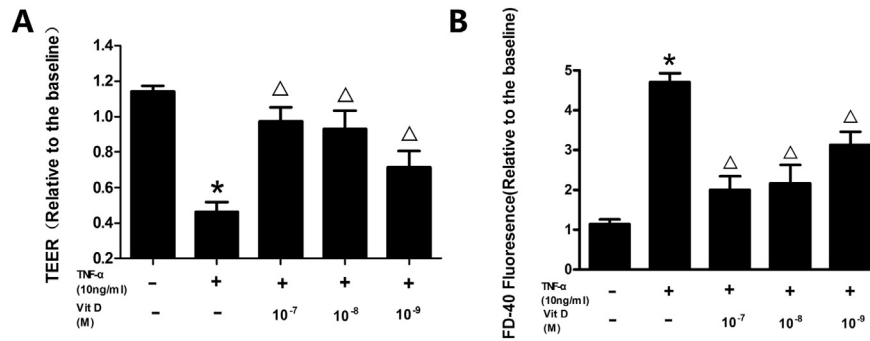 A
TEER (Relative to the baseline)
1.4
1.2
1.0
0.8
0.6
0.4
0.2
*
△ △ △
TNF-α (10ng/ml) – + + + +
Vit D (M) – – 10⁻⁷ 10⁻⁸ 10⁻⁹
B
FD-40 Fluoresence(Relative to the baseline)
5
4
3
2
1
0
*
△ △ △
TNF-α (10ng/ml) – + + + +
Vit D (M) – – 10⁻⁷ 10⁻⁸ 10⁻⁹